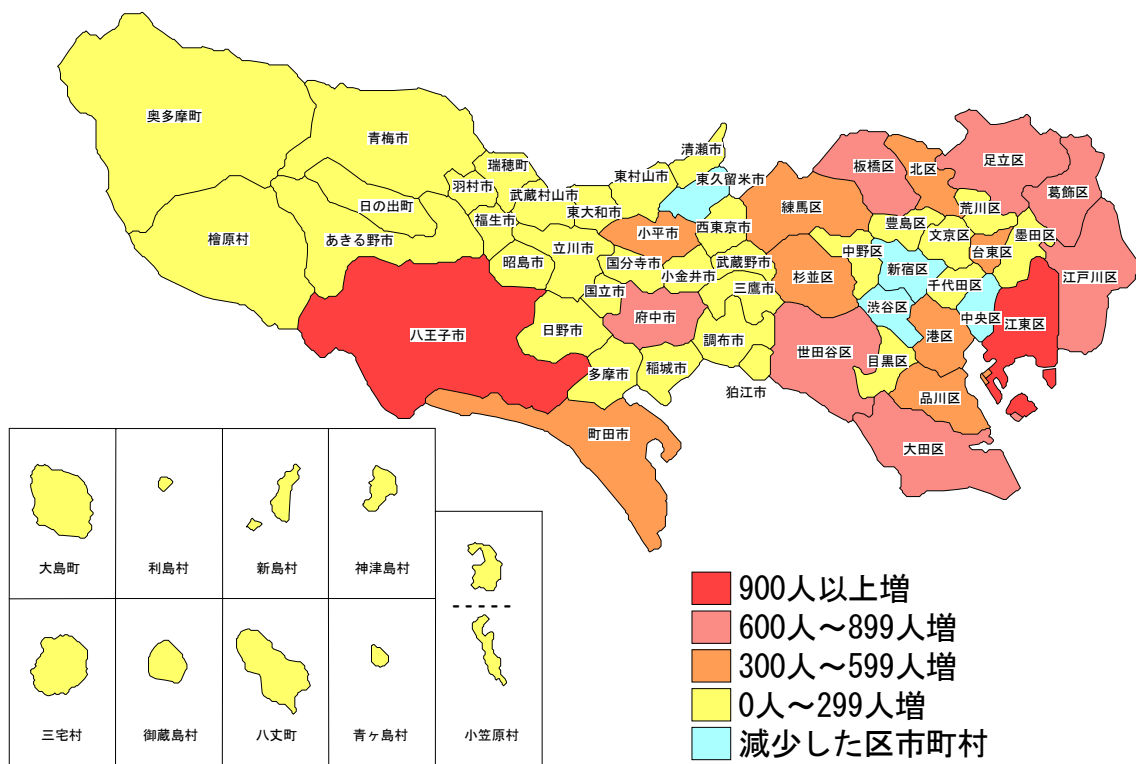 奥多摩町
青梅市
瑞穂町
羽村市
日の出町
檜原村
あきる野市
福生市
武蔵村山市
東大和市
東村山市
清瀬市
東久留米市
昭島市
立川市
小平市
西東京市
国分寺市
小金井市
武蔵野市
国立市
三鷹市
八王子市
日野市
府中市
調布市
多摩市
稲城市
狛江市
町田市
板橋区
北区
足立区
葛飾区
練馬区
豊島区
文京区
荒川区
台東区
墨田区
江戸川区
中野区
新宿区
千代田区
杉並区
渋谷区
中央区
江東区
港区
世田谷区
目黒区
品川区
大田区
大島町
利島村
新島村
神津島村
三宅村
御蔵島村
八丈町
青ヶ島村
小笠原村
900人以上増
600人～899人増
300人～599人増
0人～299人増
減少した区市町村